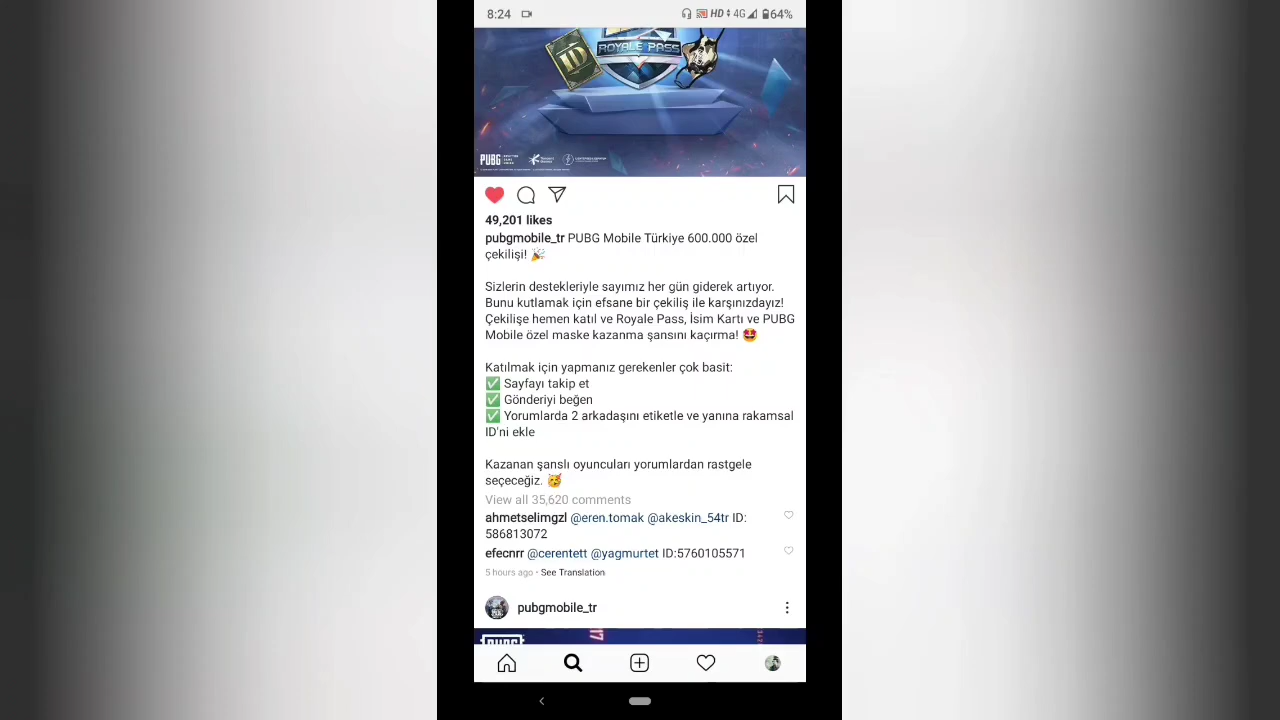 8:24 HD 4G 64%
ID
ROYALE PASS
PUBG
49,201 likes
pubgmobile_tr PUBG Mobile Türkiye 600.000 özel
çekilişi! 🎉
Sizlerin destekleriyle sayımız her gün giderek artıyor.
Bunu kutlamak için efsane bir çekiliş ile karşınızdayız!
Çekilişe hemen katıl ve Royale Pass, İsim Kartı ve PUBG
Mobile özel maske kazanma şansını kaçırma! 🤩
Katılmak için yapmanız gerekenler çok basit:
✅ Sayfayı takip et
✅ Gönderiyi beğen
✅ Yorumlarda 2 arkadaşını etiketle ve yanına rakamsal
ID'ni ekle
Kazanan şanslı oyuncuları yorumlardan rastgele
seçeceğiz. 🥳
View all 35,620 comments
ahmetselimgzl @eren.tomak @akeskin_54tr ID:
586813072
efecnrr @cerentett @yagmurtet ID:5760105571
5 hours ago • See Translation
pubgmobile_tr